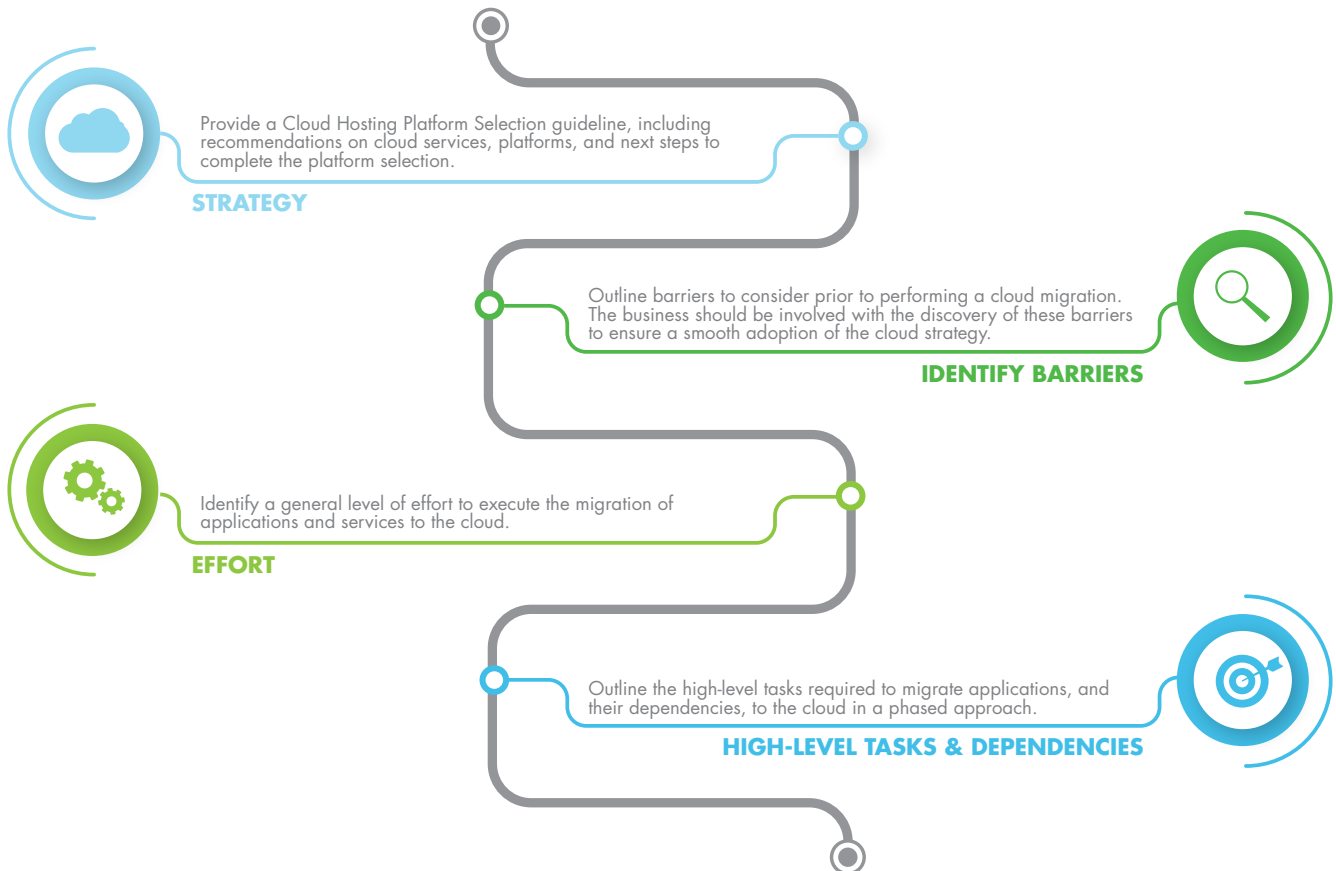 Provide a Cloud Hosting Platform Selection guideline, including
recommendations on cloud services, platforms, and next steps to
complete the platform selection.
STRATEGY
Outline barriers to consider prior to performing a cloud migration.
The business should be involved with the discovery of these barriers
to ensure a smooth adoption of the cloud strategy.
IDENTIFY BARRIERS
Identify a general level of effort to execute the migration of
applications and services to the cloud.
EFFORT
Outline the high-level tasks required to migrate applications, and
their dependencies, to the cloud in a phased approach.
HIGH-LEVEL TASKS & DEPENDENCIES